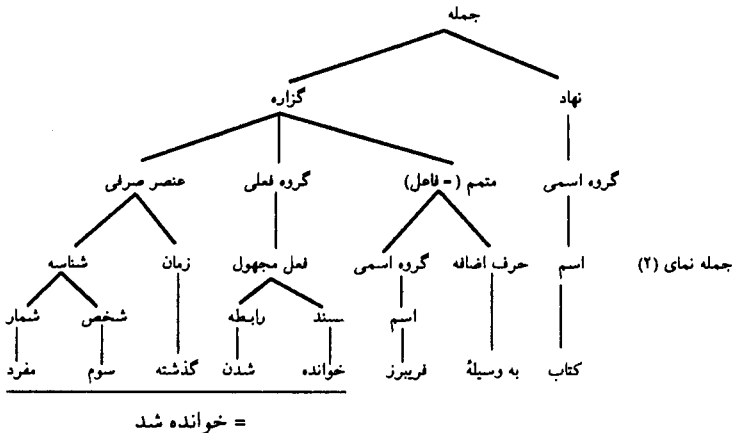 جمله
نهاد گزاره
گروه اسمی متمم (= فاعل) گروه فعلی عنصر صرفی
جمله نمای (۲) اسم حرف اضافه گروه اسمی فعل مجهول زمان شناسه
اسم مسند رابطه شخص شمار
کتاب به وسیلهٔ فریبرز خوانده شدن گذشته سوم مفرد
= خوانده شد